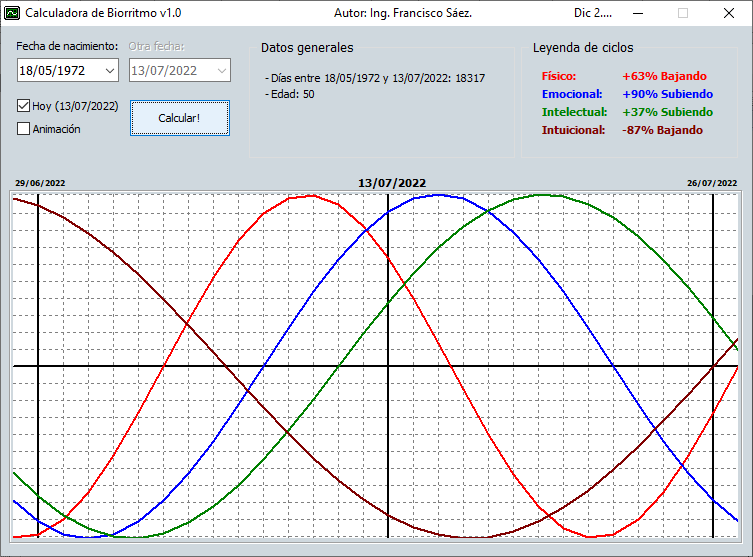 Calculadora de Biorritmo v1.0 Autor: Ing. Francisco Sáez. Dic 2....
Fecha de nacimiento: Otra fecha:
18/05/1972 13/07/2022
Hoy (13/07/2022)
Animación
Calcular!
Datos generales
- Días entre 18/05/1972 y 13/07/2022: 18317
- Edad: 50
Leyenda de ciclos
Físico: +63% Bajando
Emocional: +90% Subiendo
Intelectual: +37% Subiendo
Intuicional: -87% Bajando
29/06/2022 13/07/2022 26/07/2022